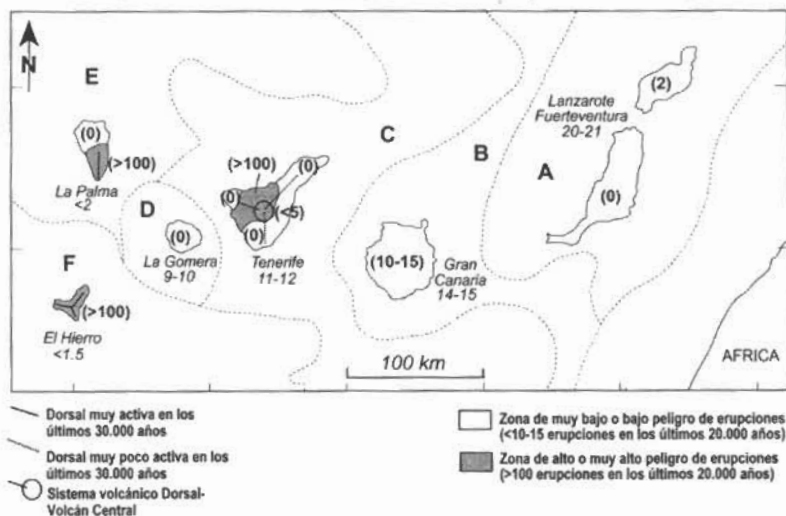 N
E
(0)
(>100)
La Palma
<2
D
(0)
La Gomera
9-10
F
(>100)
El Hierro
<1.5
C
(>100)
(0)
(0)
(<5)
(0)
Tenerife
11-12
B
(10-15)
Gran
Canaria
14-15
A
(2)
Lanzarote
Fuerteventura
20-21
(0)
100 km
AFRICA
Dorsal muy activa en los
últimos 30.000 años
Dorsal muy poco activa en los
últimos 30.000 años
Sistema volcánico Dorsal-
Volcán Central
Zona de muy bajo o bajo peligro de erupciones
(<10-15 erupciones en los últimos 20.000 años)
Zona de alto o muy alto peligro de erupciones
(>100 erupciones en los últimos 20.000 años)